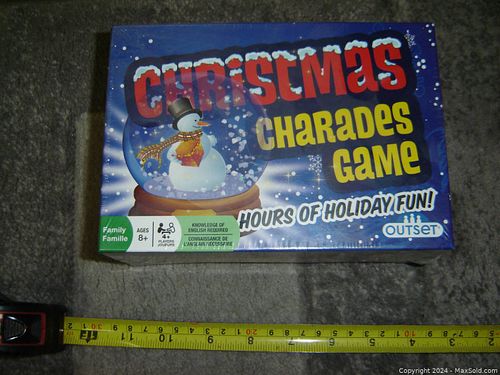 CHRISTMAS
CHARADES
GAME
HOURS OF HOLIDAY FUN!
OUTSET
Family
Famille
AGES
8+
4+
PLAYERS
JOUEURS
KNOWLEDGE OF
ENGLISH REQUIRED
CONNAISSANCE DE
L'ANGLAIS NÉCESSAIRE
Copyright 2024 - MaxSold.com